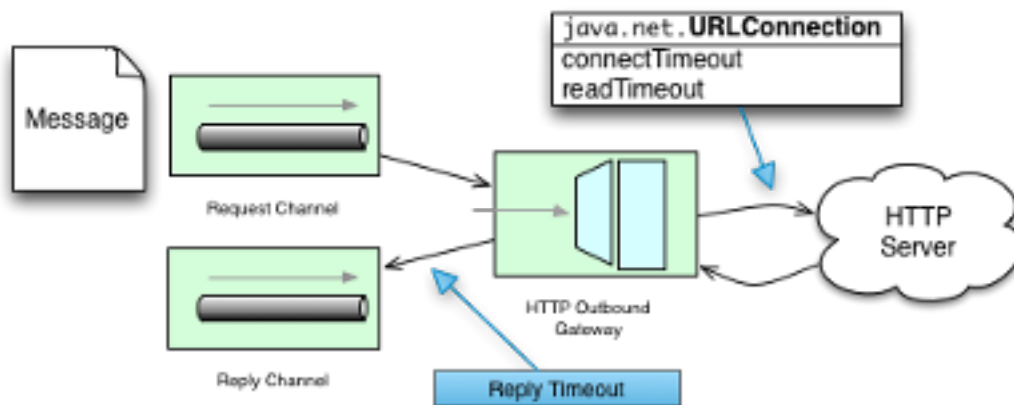 java.net.URLConnection
connectTimeout
readTimeout
Message
Request Channel
HTTP
Server
HTTP Outbound
Gateway
Reply Channel
Reply Timeout